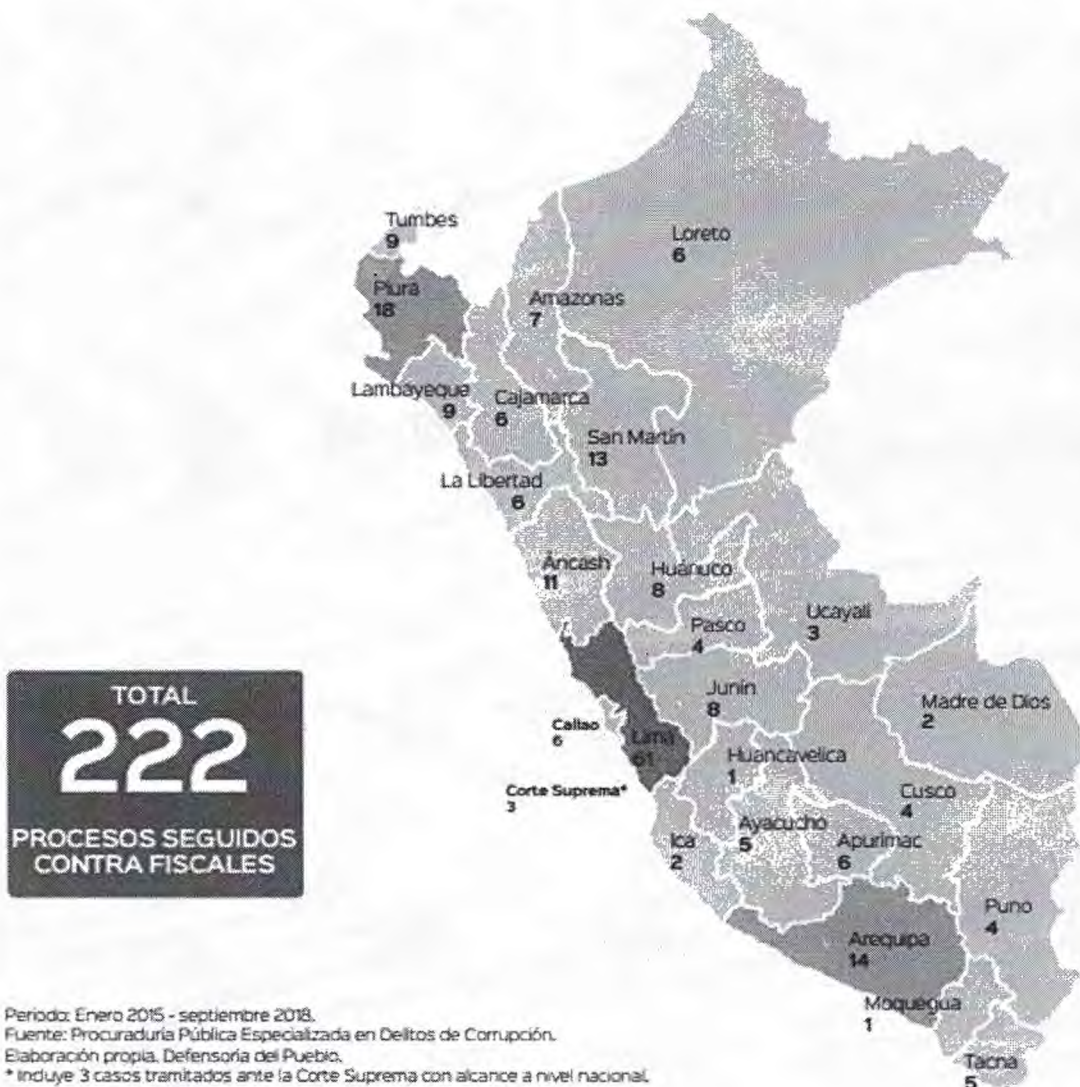 Tumbes
9
Piura
18
Loreto
6
Amazonas
7
Lambayeque
9
Cajamarca
6
San Martín
13
La Libertad
6
Áncash
11
Huánuco
8
Ucayali
3
Pasco
4
Junín
8
Madre de Dios
2
Callao
6
Lima
61
Huancavelica
1
Corte Suprema*
3
Cusco
4
Ica
2
Ayacucho
5
Apurímac
6
Puno
4
Arequipa
14
Moquegua
1
Tacna
5
TOTAL
222
PROCESOS SEGUIDOS
CONTRA FISCALES
Periodo: Enero 2015 - septiembre 2018.
Fuente: Procuraduría Pública Especializada en Delitos de Corrupción.
Elaboración propia. Defensoría del Pueblo.
* Incluye 3 casos tramitados ante la Corte Suprema con alcance a nivel nacional.